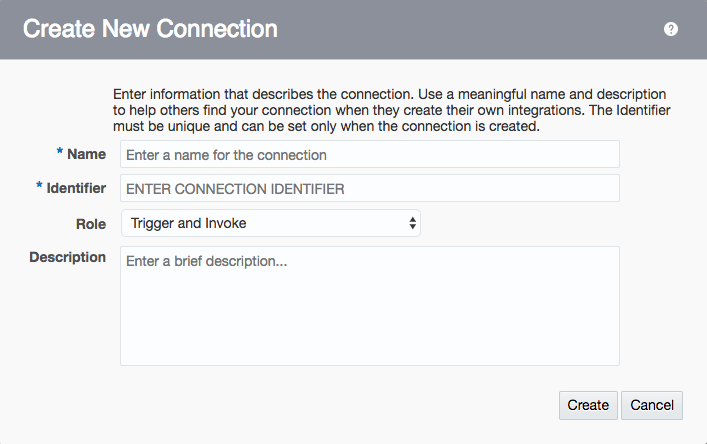 Create New Connection
?
Enter information that describes the connection. Use a meaningful name and description
to help others find your connection when they create their own integrations. The Identifier
must be unique and can be set only when the connection is created.
* Name Enter a name for the connection
* Identifier ENTER CONNECTION IDENTIFIER
Role Trigger and Invoke
Description Enter a brief description...
Create Cancel